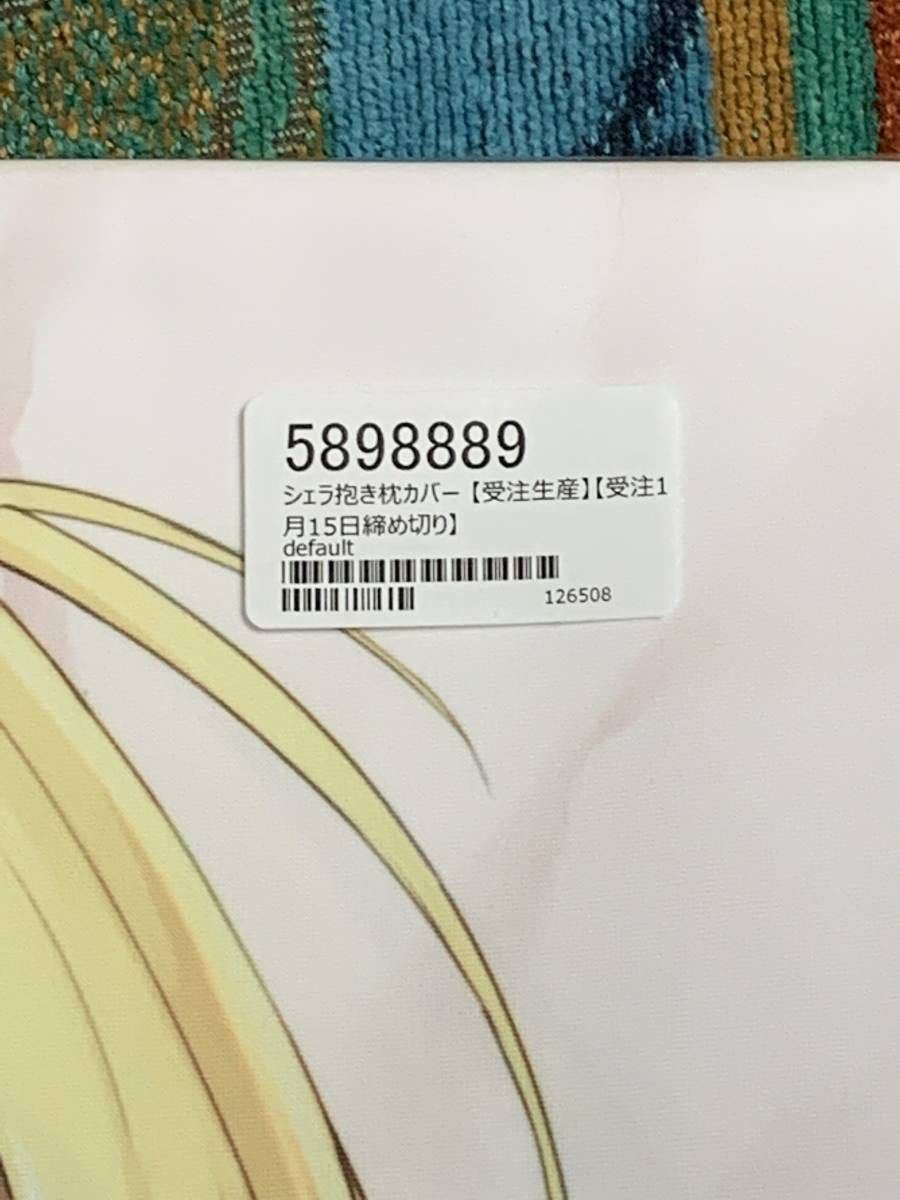 5898889
シェラ抱き枕カバー【受注生産】【受注1
月15日締め切り】
default
126508